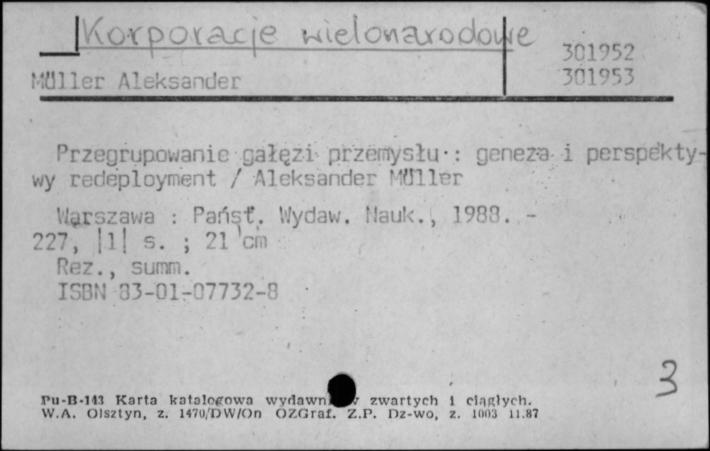 Korporacje wielonarodowe
301952
Müller Aleksander 301953
Przegrupowanie gałęzi przemysłu : geneza i perspekty-
wy redeployment / Aleksander Müller
Warszawa : Państ. Wydaw. Nauk., 1988. -
227, |1| s. ; 21 cm
Rez., summ.
ISBN 83-01-07732-8
3
Pu-B-143 Karta katalogowa wydawn zwartych i ciągłych.
W.A. Olsztyn, z. 1470/DW/On OZGraf. Z.P. Dz-wo, z. 1003 11.87